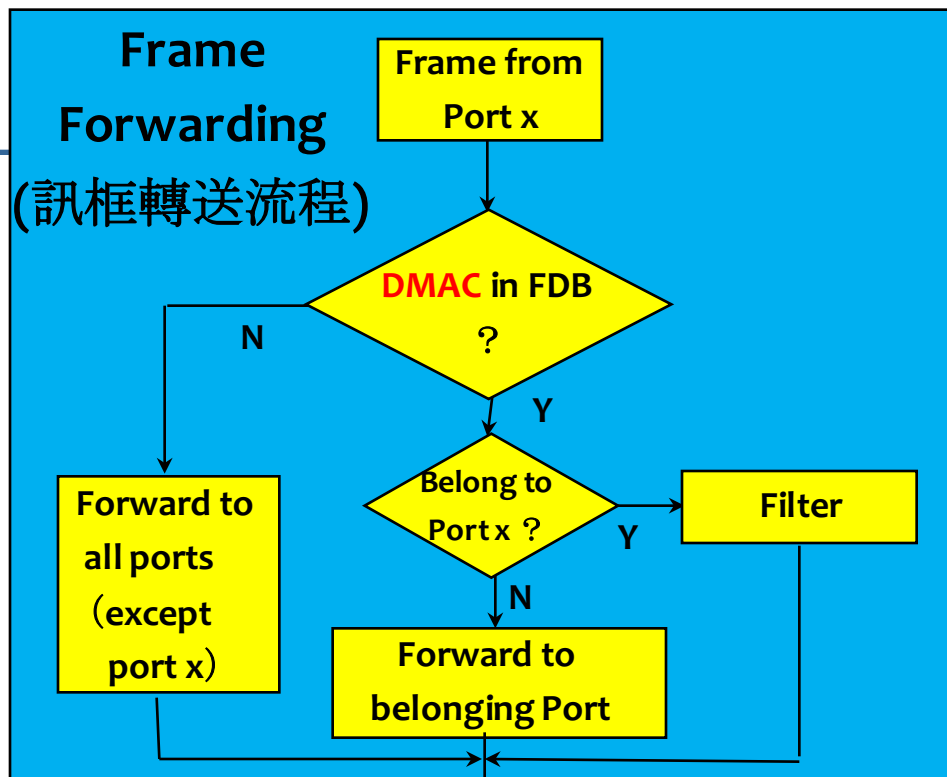 Frame
Forwarding
(訊框轉送流程)
Frame from
Port x
DMAC in FDB
？
N
Y
Belong to
Port x ？
Y
Filter
N
Forward to
all ports
（except
port x）
Forward to
belonging Port